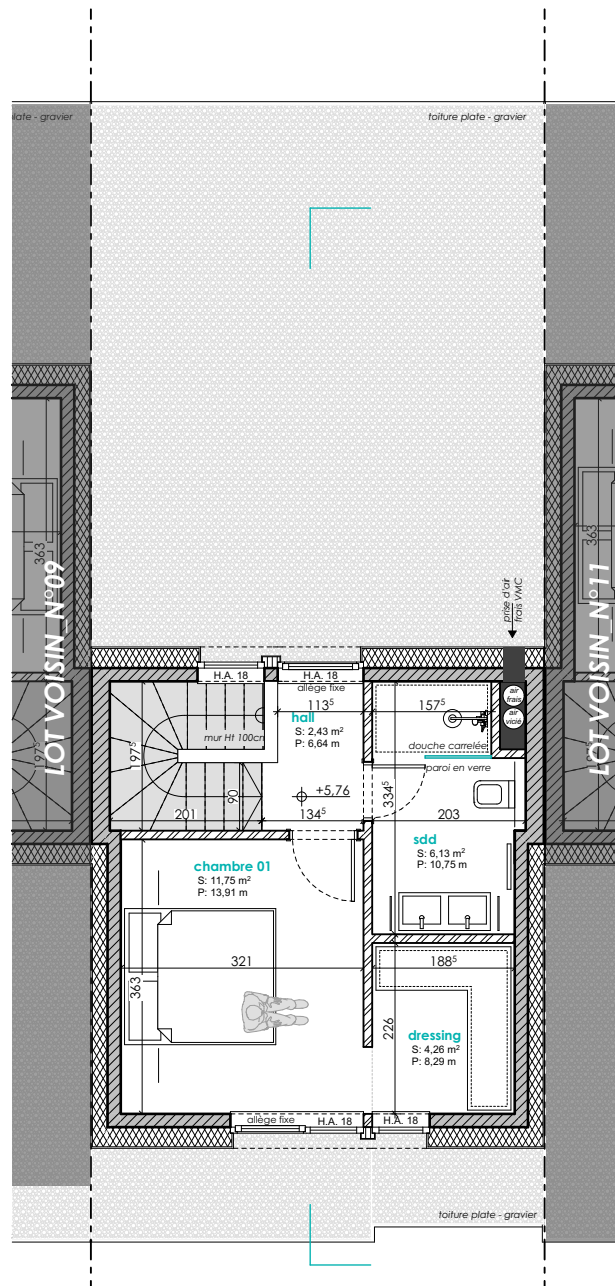 late - gravier
toiture plate - gravier
363
LOT VOISIN_N°09
197⁵
prise d'air
frais VMC
363
LOT VOISIN_N°11
197⁵
H.A. 18
H.A. 18
allège fixe
113⁵
157⁵
air
frais
air
vicié
hall
S: 2,43 m²
P: 6,64 m
mur Ht 100cm
douche carrelée
paroi en verre
197⁵
90
+5,76
334⁵
201
134⁵
203
sdd
S: 6,13 m²
P: 10,75 m
chambre 01
S: 11,75 m²
P: 13,91 m
321
188⁵
363
226
dressing
S: 4,26 m²
P: 8,29 m
allège fixe
H.A. 18
H.A. 18
toiture plate - gravier